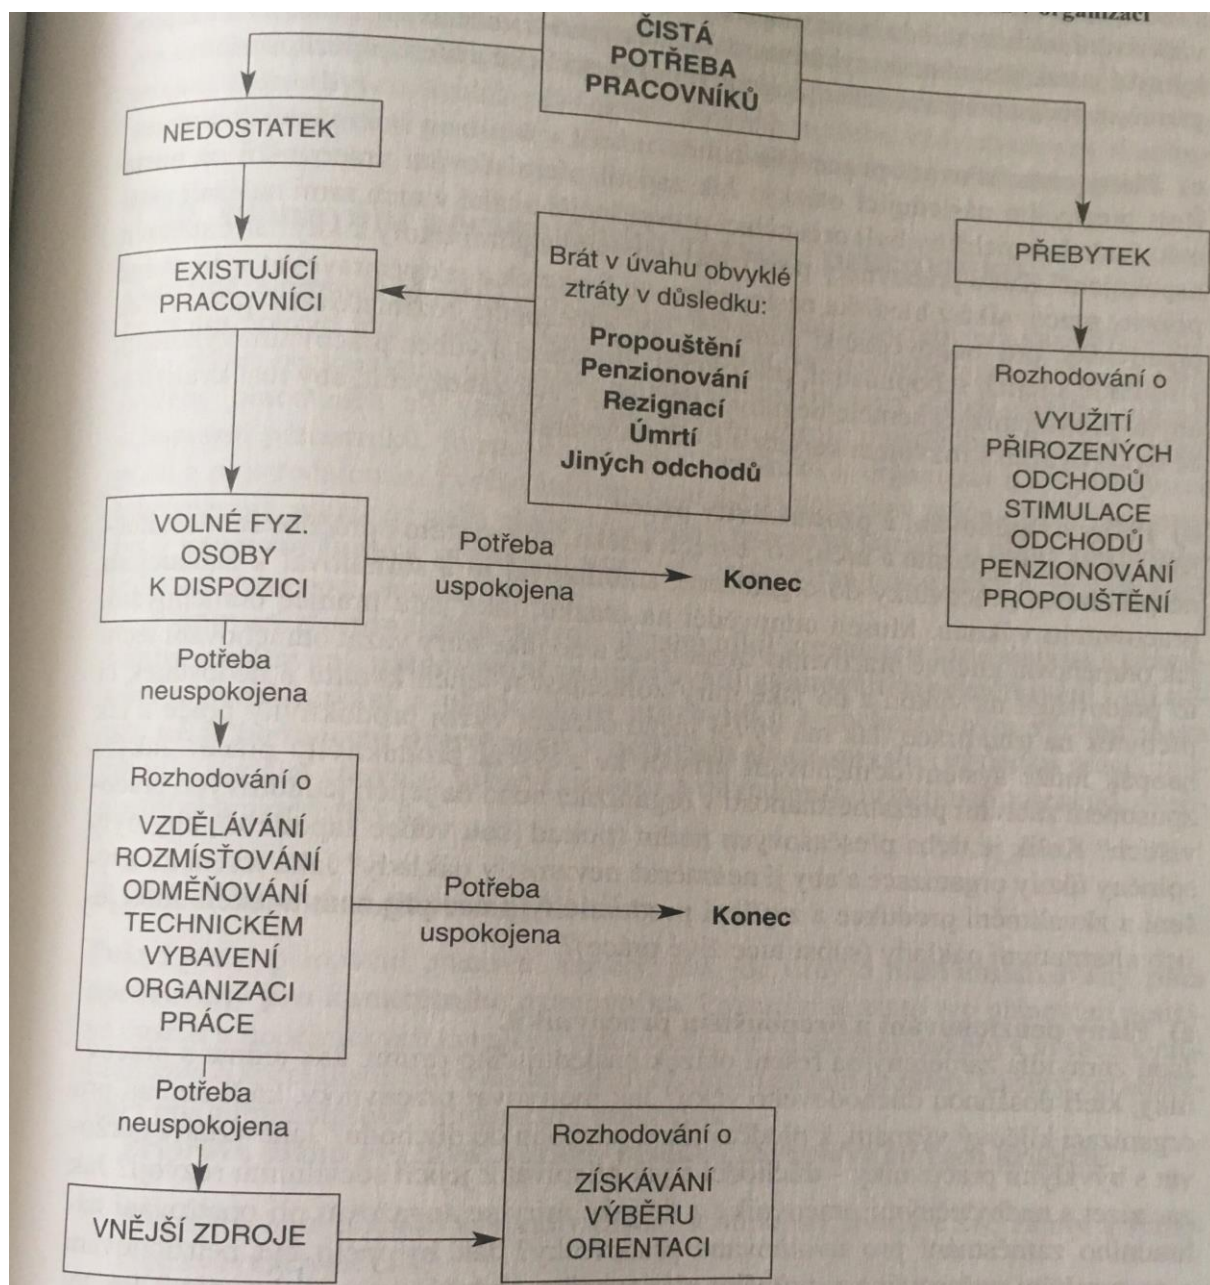 organizaci
ČISTÁ
POTŘEBA
PRACOVNÍKŮ
NEDOSTATEK
EXISTUJÍCÍ
PRACOVNÍCI
Brát v úvahu obvyklé
ztráty v důsledku:
Propouštění
Penzionování
Rezignací
Úmrtí
Jiných odchodů
PŘEBYTEK
Rozhodování o
VYUŽITÍ
PŘIROZENÝCH
ODCHODŮ
STIMULACE
ODCHODŮ
PENZIONOVÁNÍ
PROPOUŠTĚNÍ
VOLNÉ FYZ.
OSOBY
K DISPOZICI
Potřeba
uspokojena
Konec
Potřeba
neuspokojena
Rozhodování o
VZDĚLÁVÁNÍ
ROZMÍSŤOVÁNÍ
ODMĚŇOVÁNÍ
TECHNICKÉM
VYBAVENÍ
ORGANIZACI
PRÁCE
Potřeba
uspokojena
Konec
Potřeba
neuspokojena
VNĚJŠÍ ZDROJE
Rozhodování o
ZÍSKÁVÁNÍ
VÝBĚRU
ORIENTACI